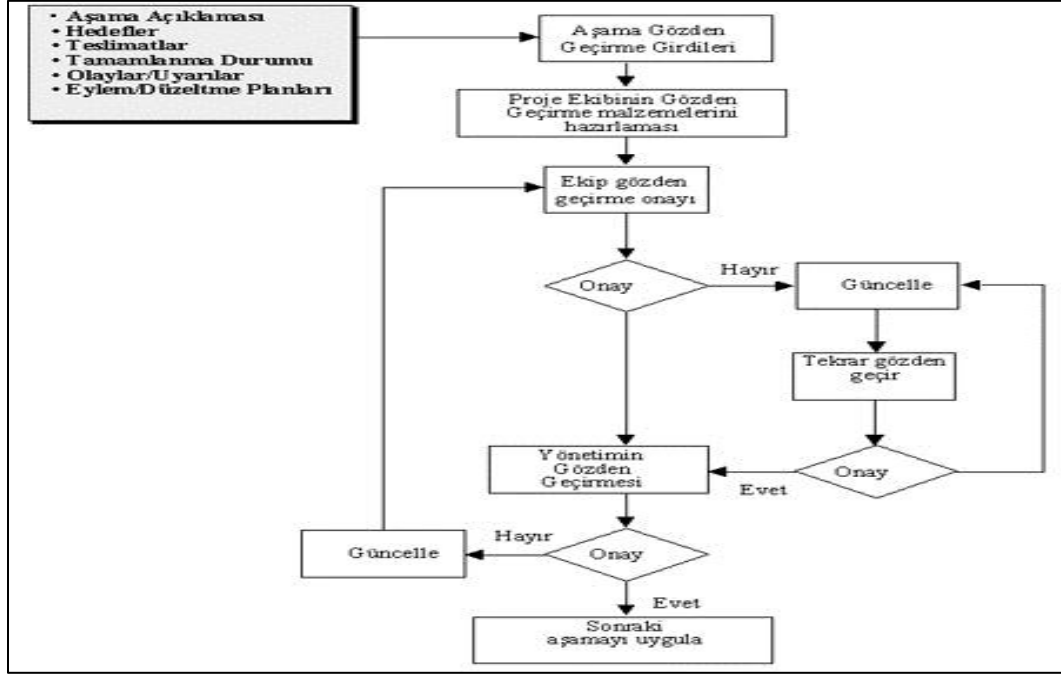 • Aşama Açıklaması
• Hedefler
• Teslimatlar
• Tamamlanma Durumu
• Olaylar/Uyarılar
• Eylem/Düzeltme Planları
Aşama Gözden
Geçirme Girdileri
Proje Ekibinin Gözden
Geçirme malzemelerini
hazırlaması
Ekip gözden
geçirme onayı
Onay
Hayır
Güncelle
Tekrar gözden
geçir
Onay
Evet
Yönetimin
Gözden
Geçirmesi
Onay
Hayır
Güncelle
Evet
Sonraki
aşamayı uygula